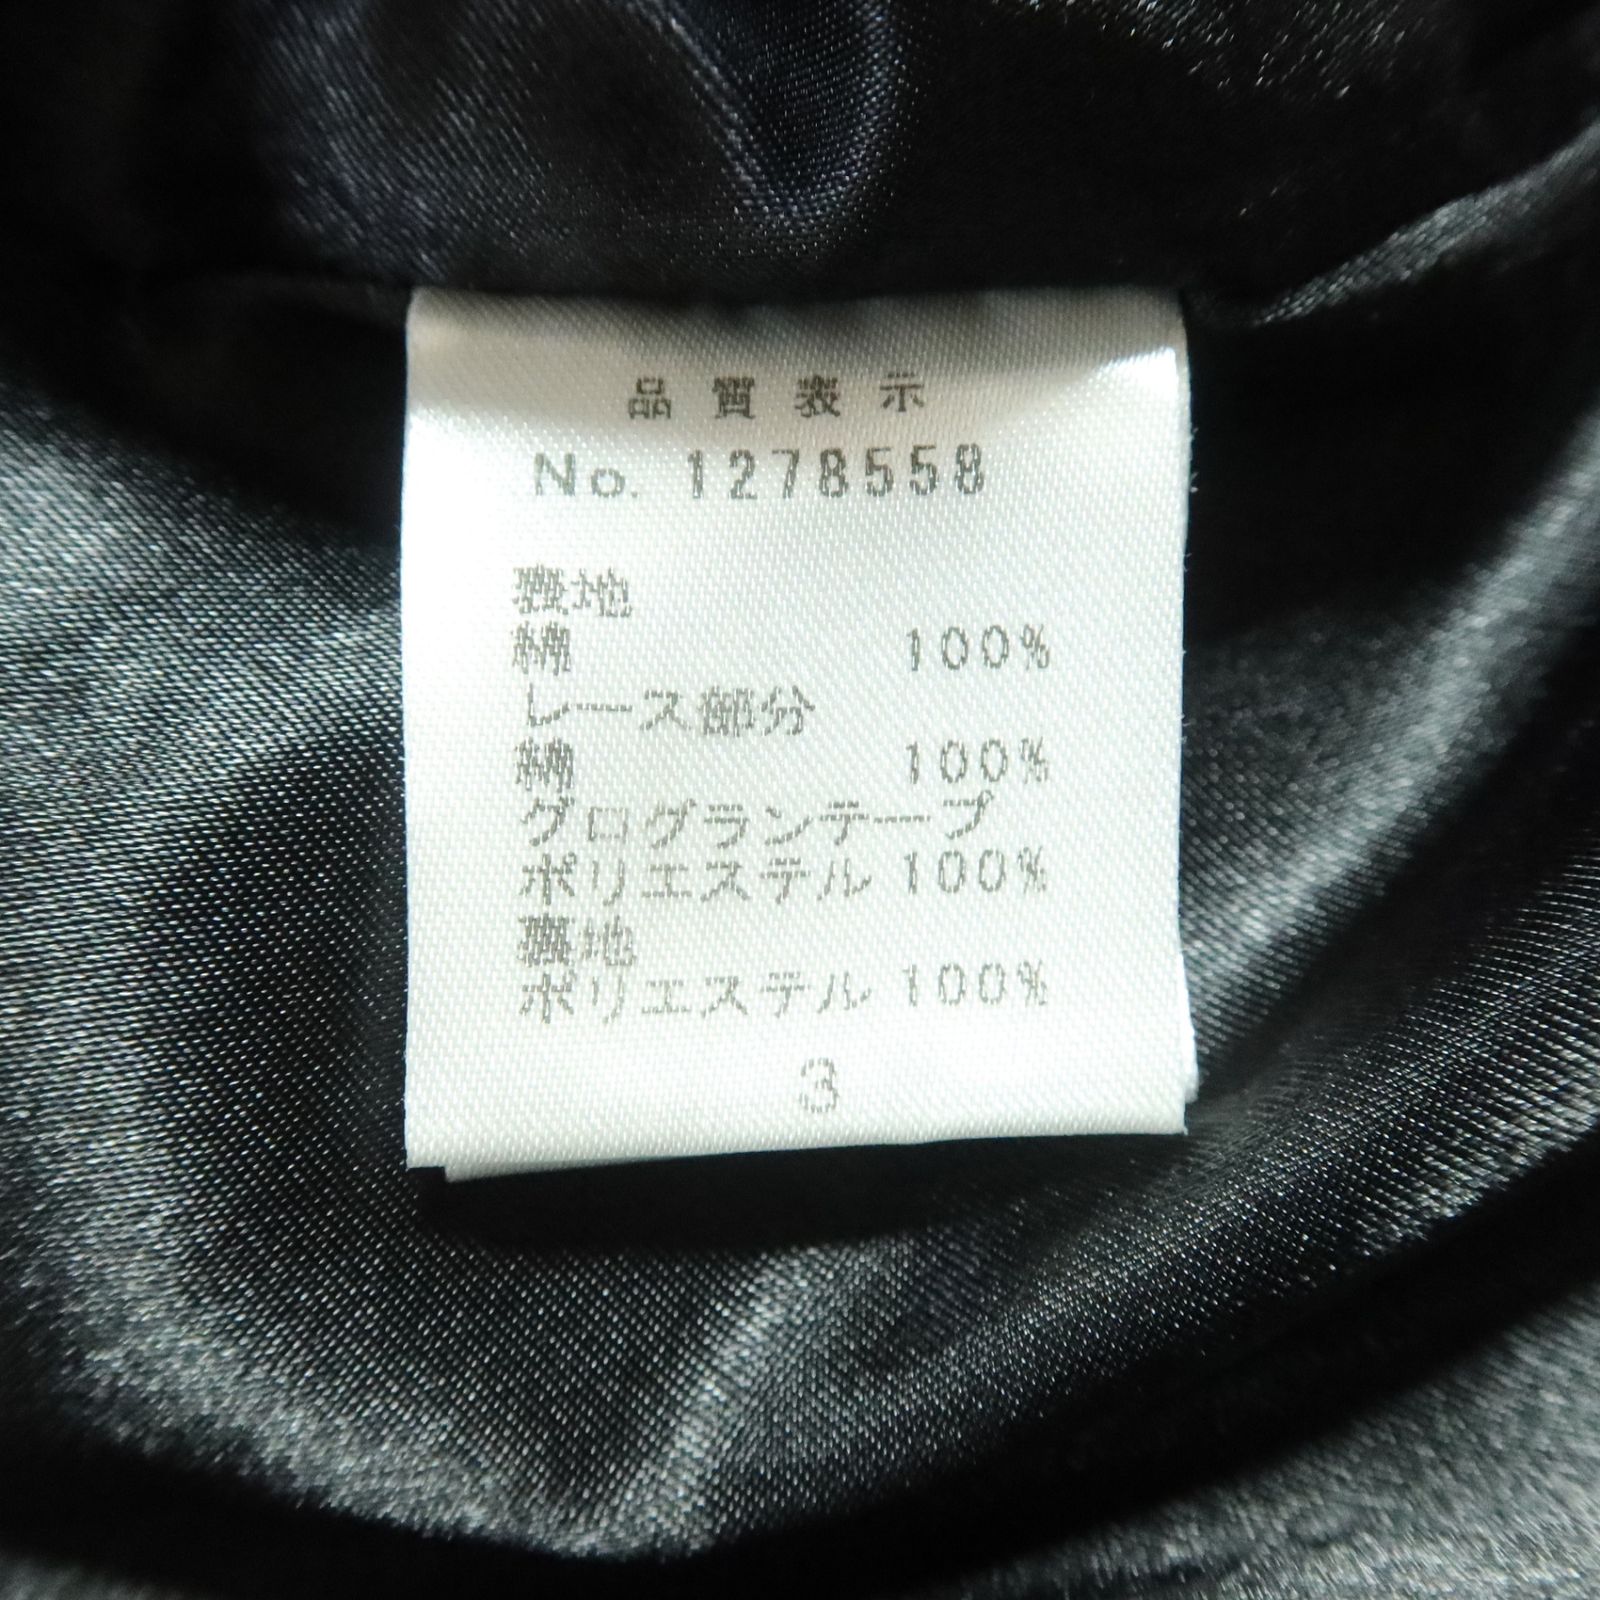 品質表示
No. 1278558
表地
綿 100%
レース部分
綿 100%
グログランテープ
ポリエステル 100%
裏地
ポリエステル 100%
3